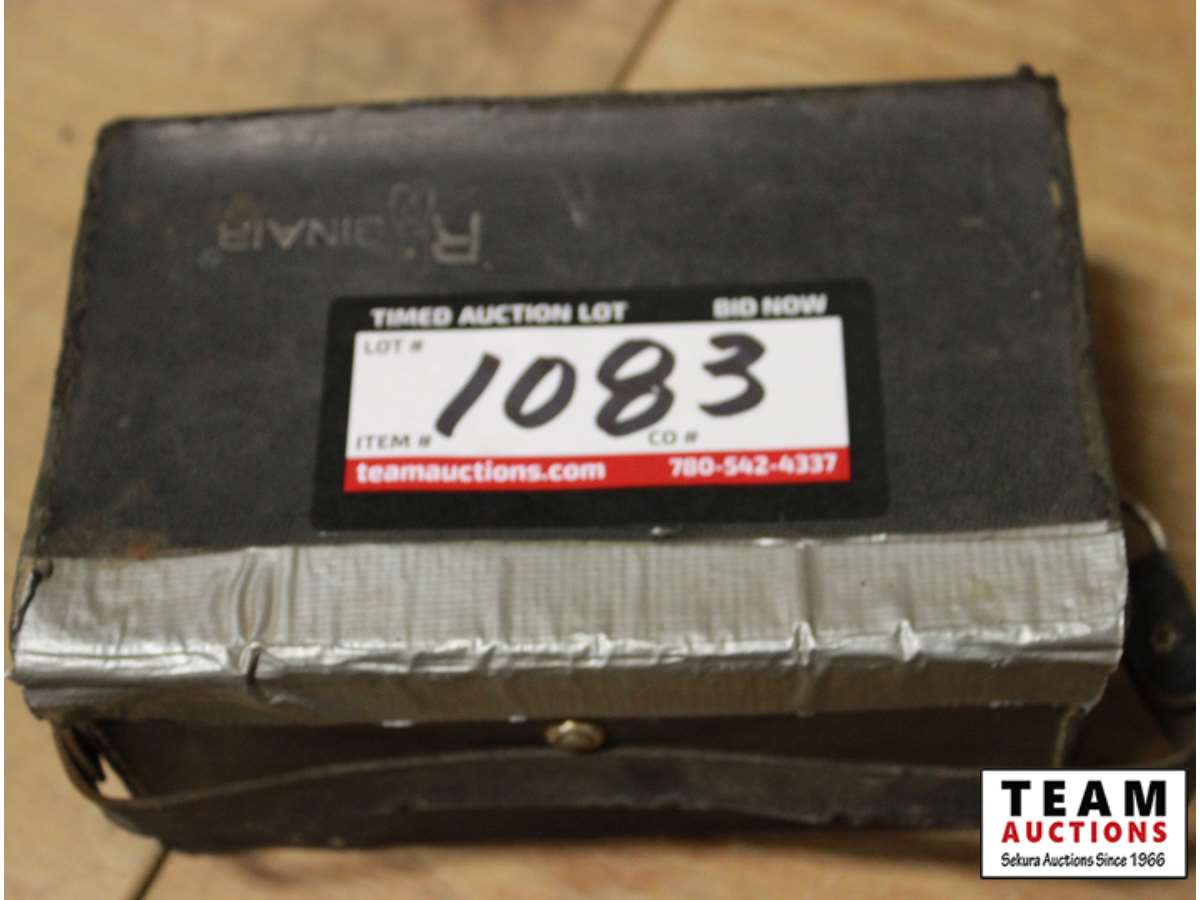 ROBINAIR®
TIMED AUCTION LOT BID NOW
LOT #
1083
ITEM # CO #
teamauctions.com 780-542-4337
TEAM
AUCTIONS
Sekura Auctions Since 1966